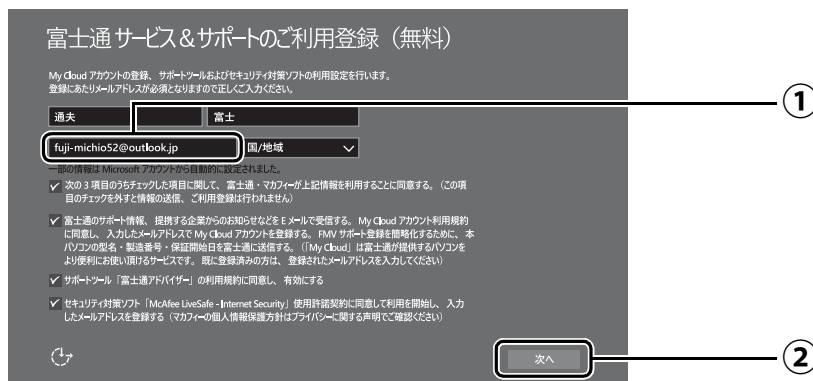 富士通 サービス&サポートのご利用登録（無料）
My Cloud アカウントの登録、サポートツールおよびセキュリティ対策ソフトの利用設定を行います。
登録にあたりメールアドレスが必須となりますので正しくご入力ください。
通夫 富士
①
fuji-michio52@outlook.jp 国/地域
一部の情報は Microsoft アカウントから自動的に設定されました。
次の 3 項目のうちチェックした項目に関して、富士通・マカフィーが上記情報を利用することに同意する。（この項
目のチェックを外すと情報の送信、ご利用登録は行われません）
富士通のサポート情報、提携する企業からのお知らせなどを E メールで受信する。 My Cloud アカウント利用規約
に同意し、入力したメールアドレスで My Cloud アカウントを登録する。FMV サポート登録を簡略化するために、本
パソコンの型名・製造番号・保証開始日を富士通に送信する。（「My Cloud」は富士通が提供するパソコンを
より便利にお使い頂けるサービスです。 既に登録済みの方は、登録されたメールアドレスを入力してください）
サポートツール「富士通アドバイザー」の利用規約に同意し、有効にする
セキュリティ対策ソフト「McAfee LiveSafe – Internet Security」使用許諾契約に同意して利用を開始し、入力
したメールアドレスを登録する（マカフィーの個人情報保護方針はプライバシーに関する声明でご確認ください）
次へ
②